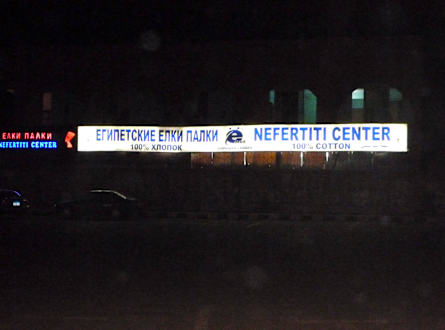 ЕЛКИ ПАЛКИ
NEFERTITI CENTER
ЕГИПЕТСКИЕ ЕЛКИ ПАЛКИ
100% ХЛОПОК
ё
NEFERTITI CENTER
100% COTTON